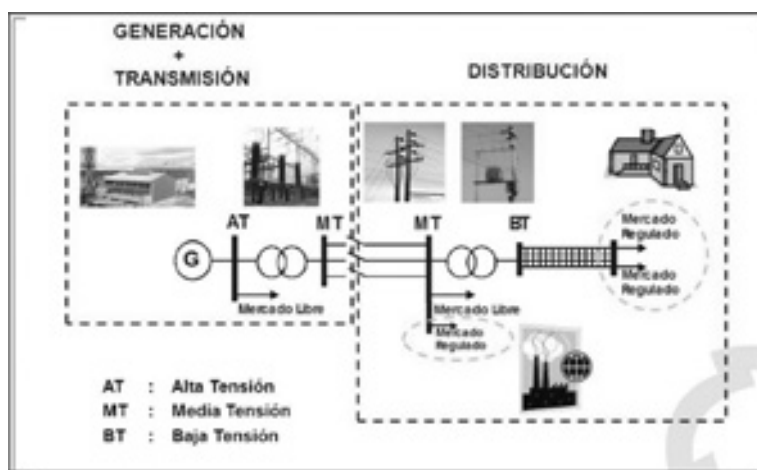 GENERACIÓN
+
TRANSMISIÓN
DISTRIBUCIÓN
AT
MT
MT
BT
G
Mercado Libre
Mercado Libre
Mercado
Regulado
Mercado
Regulado
Mercado
Regulado
AT : Alta Tensión
MT : Media Tensión
BT : Baja Tensión